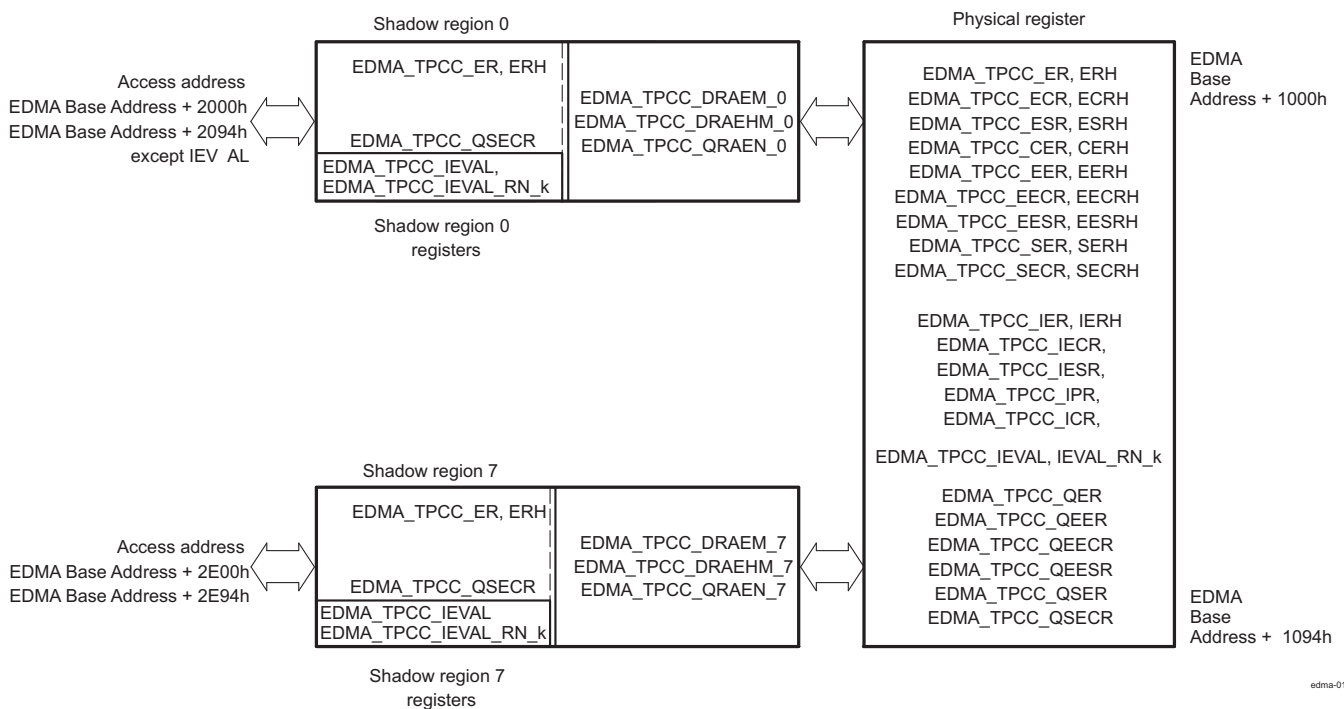 Shadow region 0
Access address
EDMA Base Address + 2000h
EDMA Base Address + 2094h
except IEV AL
EDMA_TPCC_ER, ERH
EDMA_TPCC_QSECR
EDMA_TPCC_IEVAL,
EDMA_TPCC_IEVAL_RN_k
EDMA_TPCC_DRAEM_0
EDMA_TPCC_DRAEHM_0
EDMA_TPCC_QRAEN_0
Shadow region 0
registers
Shadow region 7
Access address
EDMA Base Address + 2E00h
EDMA Base Address + 2E94h
EDMA_TPCC_ER, ERH
EDMA_TPCC_QSECR
EDMA_TPCC_IEVAL
EDMA_TPCC_IEVAL_RN_k
EDMA_TPCC_DRAEM_7
EDMA_TPCC_DRAEHM_7
EDMA_TPCC_QRAEN_7
Shadow region 7
registers
Physical register
EDMA_TPCC_ER, ERH
EDMA_TPCC_ECR, ECRH
EDMA_TPCC_ESR, ESRH
EDMA_TPCC_CER, CERH
EDMA_TPCC_EER, EERH
EDMA_TPCC_EECR, EECRH
EDMA_TPCC_EESR, EESRH
EDMA_TPCC_SER, SERH
EDMA_TPCC_SECR, SECRH
EDMA_TPCC_IER, IERH
EDMA_TPCC_IECR,
EDMA_TPCC_IESR,
EDMA_TPCC_IPR,
EDMA_TPCC_ICR,
EDMA_TPCC_IEVAL, IEVAL_RN_k
EDMA_TPCC_QER
EDMA_TPCC_QEER
EDMA_TPCC_QEECR
EDMA_TPCC_QEESR
EDMA_TPCC_QSER
EDMA_TPCC_QSECR
EDMA
Base
Address + 1000h
EDMA
Base
Address + 1094h